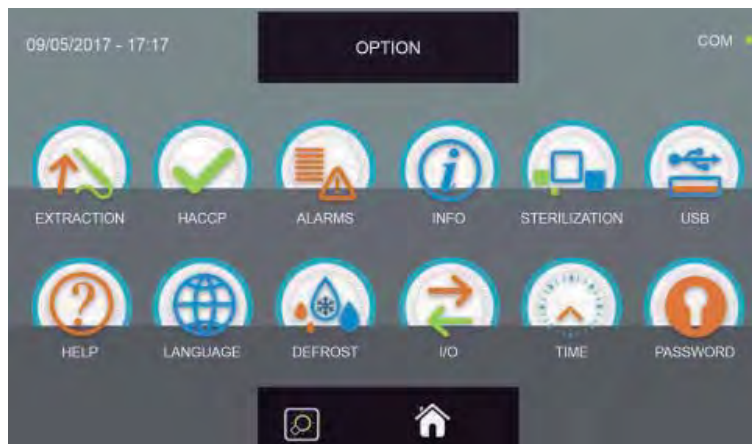 09/05/2017 - 17:17
OPTION
COM
EXTRACTION HACCP ALARMS INFO STERILIZATION USB
HELP LANGUAGE DEFROST I/O TIME PASSWORD